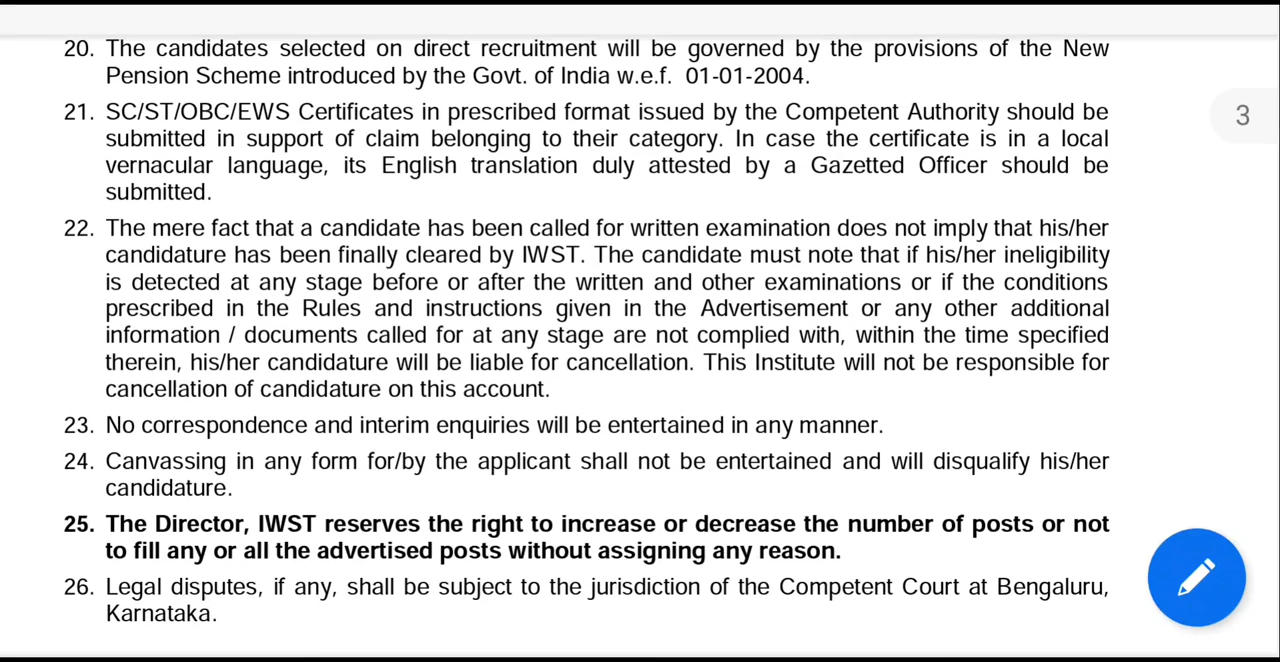 20. The candidates selected on direct recruitment will be governed by the provisions of the New
Pension Scheme introduced by the Govt. of India w.e.f. 01-01-2004.
21. SC/ST/OBC/EWS Certificates in prescribed format issued by the Competent Authority should be
submitted in support of claim belonging to their category. In case the certificate is in a local
vernacular language, its English translation duly attested by a Gazetted Officer should be
submitted.
22. The mere fact that a candidate has been called for written examination does not imply that his/her
candidature has been finally cleared by IWST. The candidate must note that if his/her ineligibility
is detected at any stage before or after the written and other examinations or if the conditions
prescribed in the Rules and instructions given in the Advertisement or any other additional
information / documents called for at any stage are not complied with, within the time specified
therein, his/her candidature will be liable for cancellation. This Institute will not be responsible for
cancellation of candidature on this account.
23. No correspondence and interim enquiries will be entertained in any manner.
24. Canvassing in any form for/by the applicant shall not be entertained and will disqualify his/her
candidature.
25. The Director, IWST reserves the right to increase or decrease the number of posts or not
to fill any or all the advertised posts without assigning any reason.
26. Legal disputes, if any, shall be subject to the jurisdiction of the Competent Court at Bengaluru,
Karnataka.
3